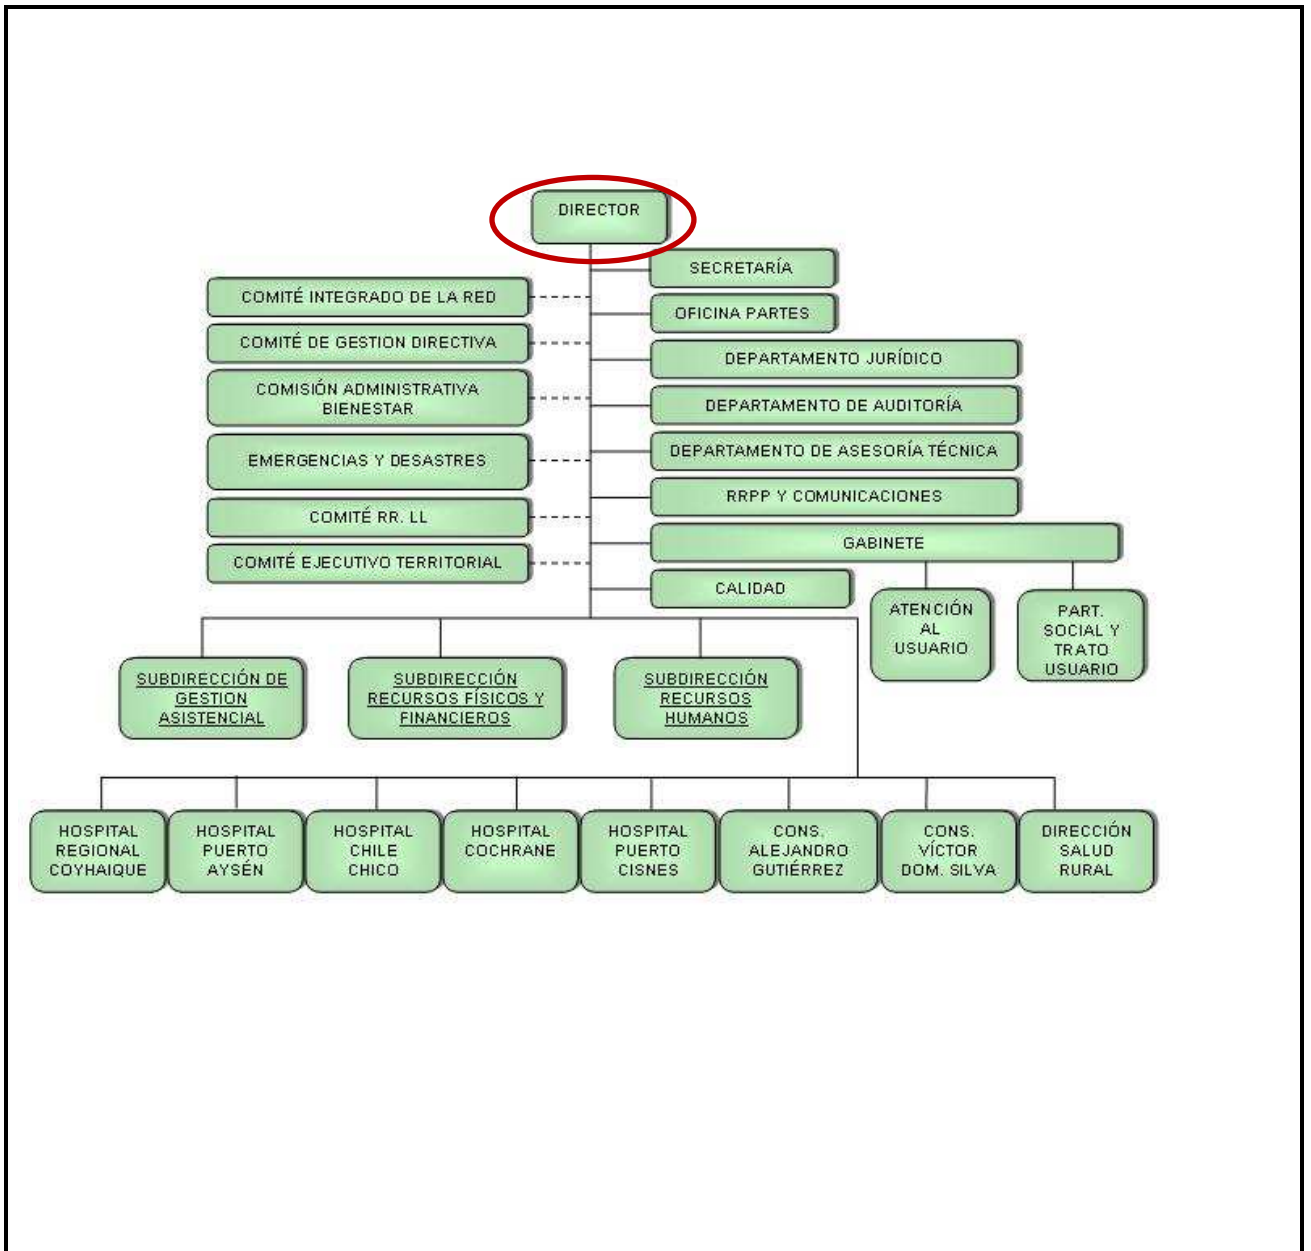 DIRECTOR
SECRETARÍA
COMITÉ INTEGRADO DE LA RED
OFICINA PARTES
COMITÉ DE GESTION DIRECTIVA
DEPARTAMENTO JURÍDICO
COMISIÓN ADMINISTRATIVA
BIENESTAR
DEPARTAMENTO DE AUDITORÍA
EMERGENCIAS Y DESASTRES
DEPARTAMENTO DE ASESORÍA TÉCNICA
COMITÉ RR. LL
RRPP Y COMUNICACIONES
COMITÉ EJECUTIVO TERRITORIAL
GABINETE
CALIDAD
ATENCIÓN
AL
USUARIO
PART.
SOCIAL Y
TRATO
USUARIO
SUBDIRECCIÓN DE
GESTION
ASISTENCIAL
SUBDIRECCIÓN
RECURSOS FÍSICOS Y
FINANCIEROS
SUBDIRECCIÓN
RECURSOS
HUMANOS
HOSPITAL
REGIONAL
COYHAIQUE
HOSPITAL
PUERTO
AYSÉN
HOSPITAL
CHILE
CHICO
HOSPITAL
COCHRANE
HOSPITAL
PUERTO
CISNES
CONS.
ALEJANDRO
GUTIÉRREZ
CONS.
VÍCTOR
DOM. SILVA
DIRECCIÓN
SALUD
RURAL